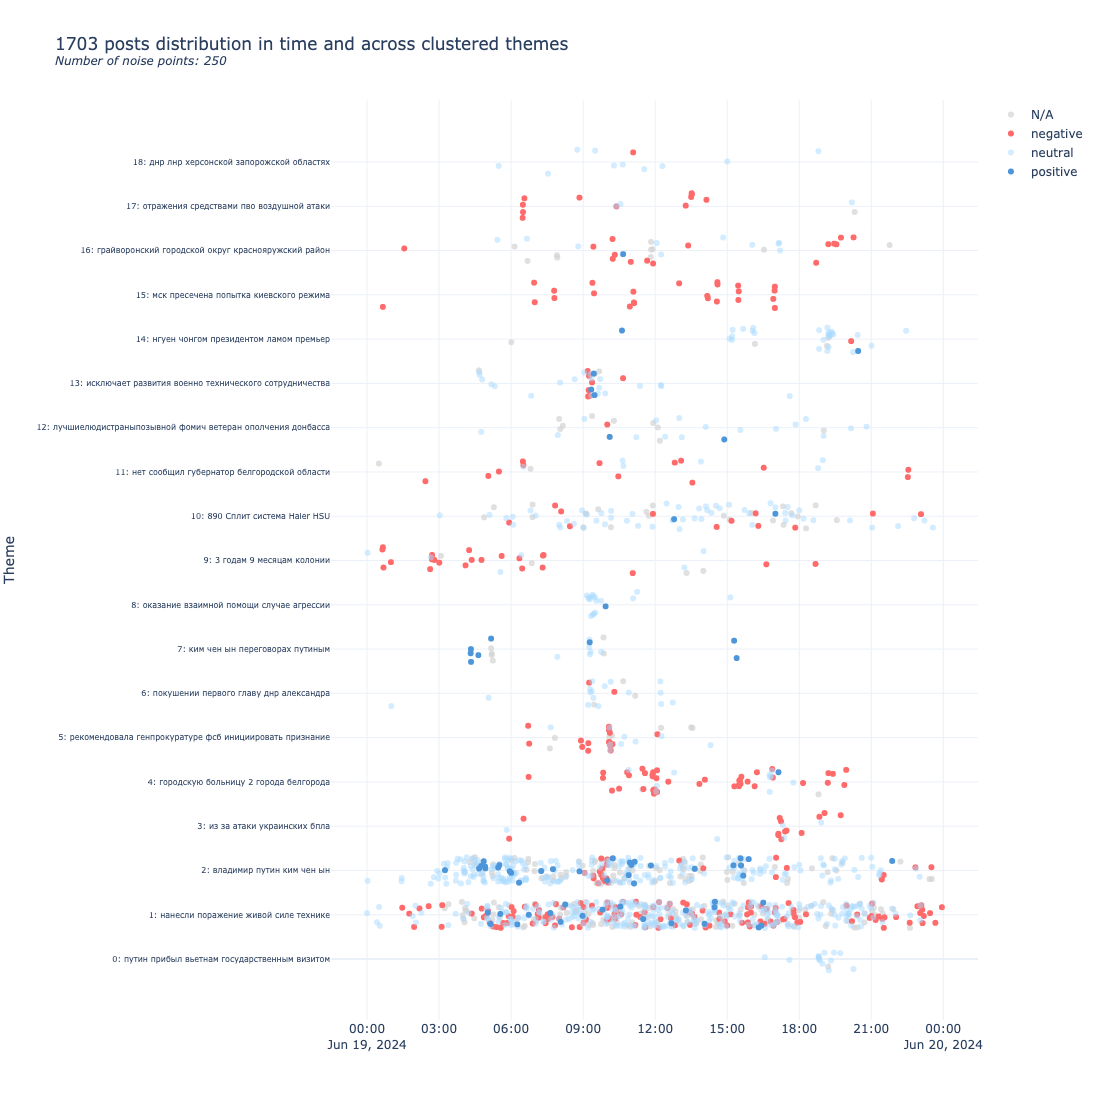 1703 posts distribution in time and across clustered themes
Number of noise points: 250
N/A
negative
neutral
positive
18: днр лнр херсонской запорожской областях
17: отражения средствами пво воздушной атаки
16: грайворонский городской округ краснояружский район
15: мск пресечена попытка киевского режима
14: нгуен чонгом президентом ламом премьер
13: исключает развития военно технического сотрудничества
12: лучшиелюдистраныпозывной фомич ветеран ополчения донбасса
11: нет сообщил губернатор белгородской области
10: 890 Сплит система Haier HSU
9: 3 годам 9 месяцам колонии
8: оказание взаимной помощи случае агрессии
7: ким чен ын переговорах путиным
6: покушении первого главу днр александра
5: рекомендовала генпрокуратуре фсб инициировать признание
4: городскую больницу 2 города белгорода
3: из за атаки украинских бпла
2: владимир путин ким чен ын
1: нанесли поражение живой силе технике
0: путин прибыл вьетнам государственным визитом
Theme
00:00 03:00 06:00 09:00 12:00 15:00 18:00 21:00 00:00
Jun 19, 2024 Jun 20, 2024